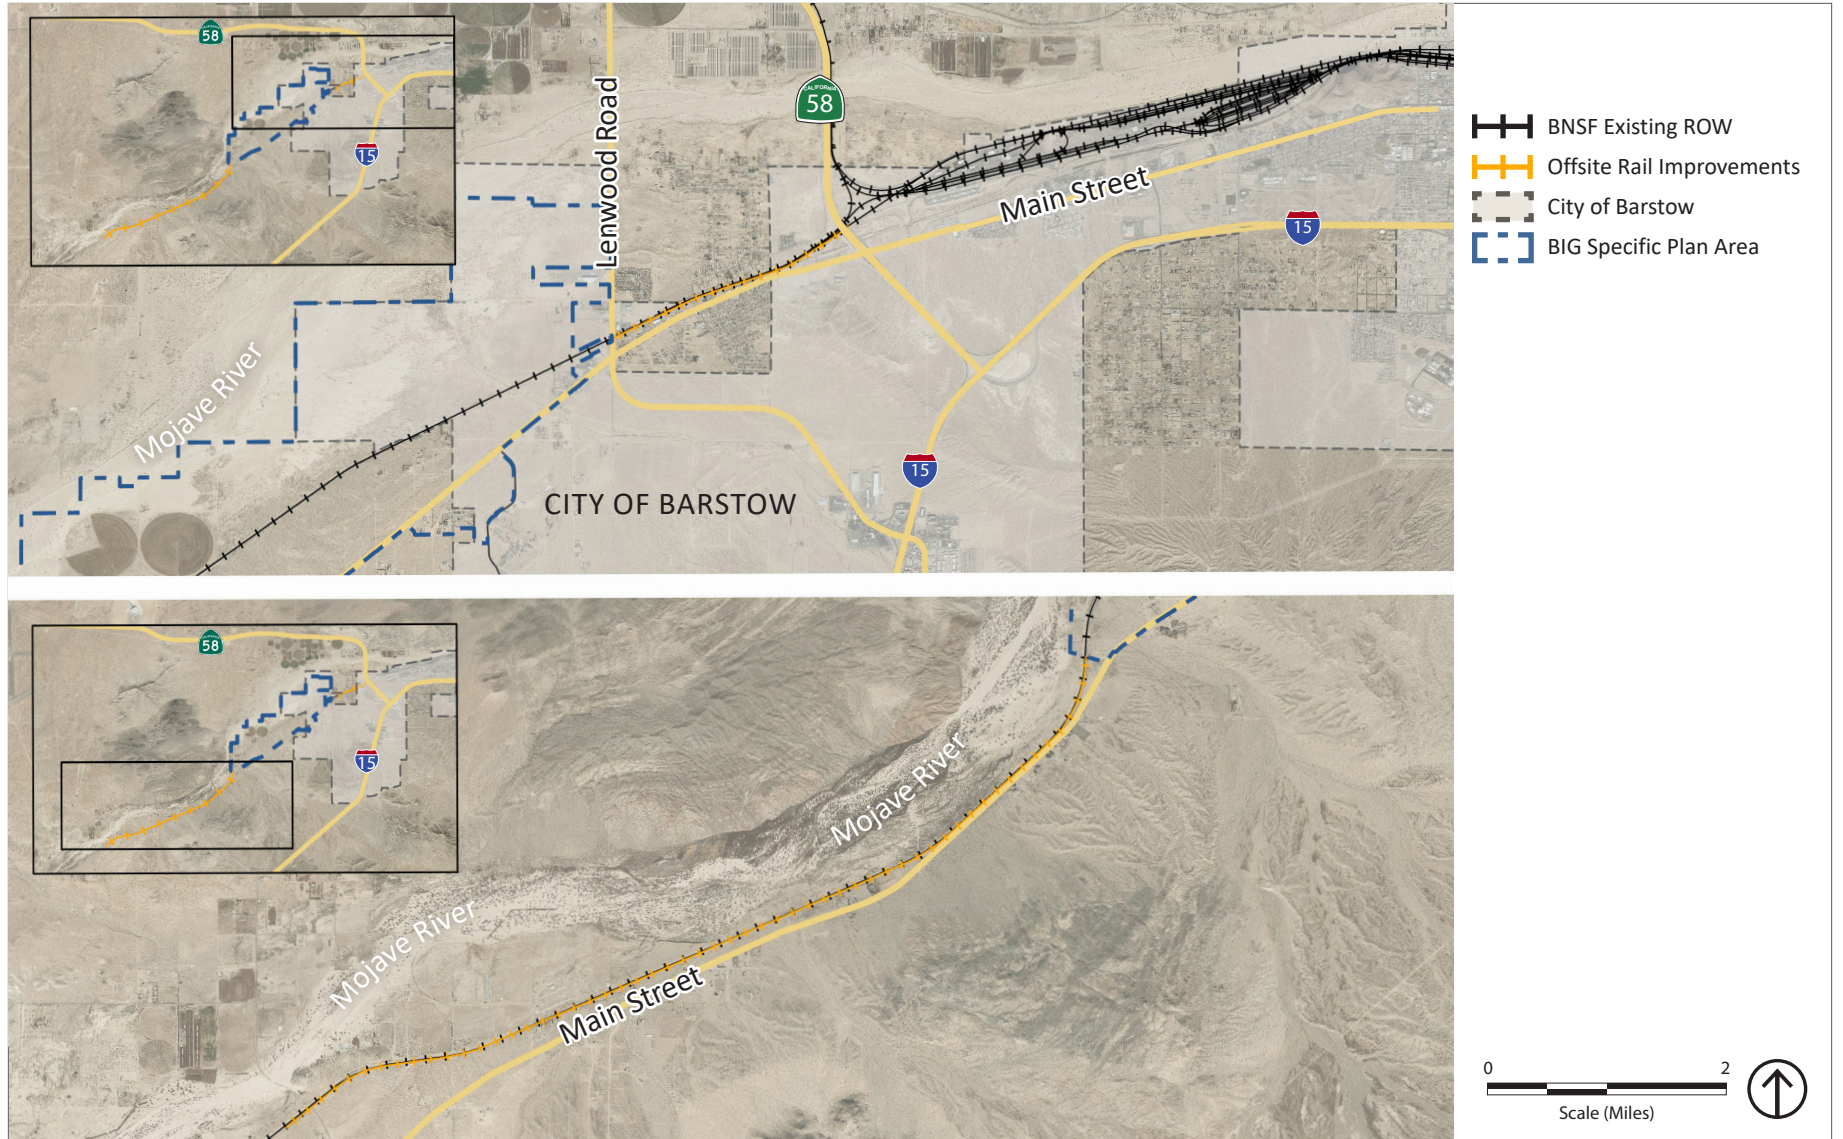 58
15
Lenwood Road
CALIFORNIA
58
Main Street
15
Mojave River
15
CITY OF BARSTOW
BNSF Existing ROW
Offsite Rail Improvements
City of Barstow
BIG Specific Plan Area
58
15
Mojave River
Mojave River
Main Street
0 2
Scale (Miles)